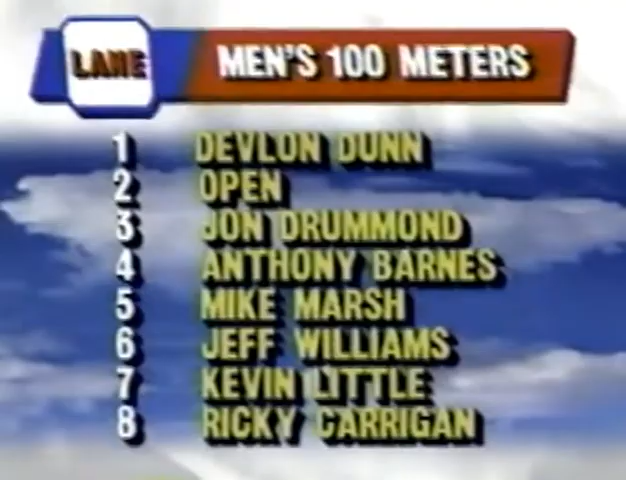 LANE MEN'S 100 METERS
1 DEVLON DUNN
2 OPEN
3 JON DRUMMOND
4 ANTHONY BARNES
5 MIKE MARSH
6 JEFF WILLIAMS
7 KEVIN LITTLE
8 RICKY CARRIGAN